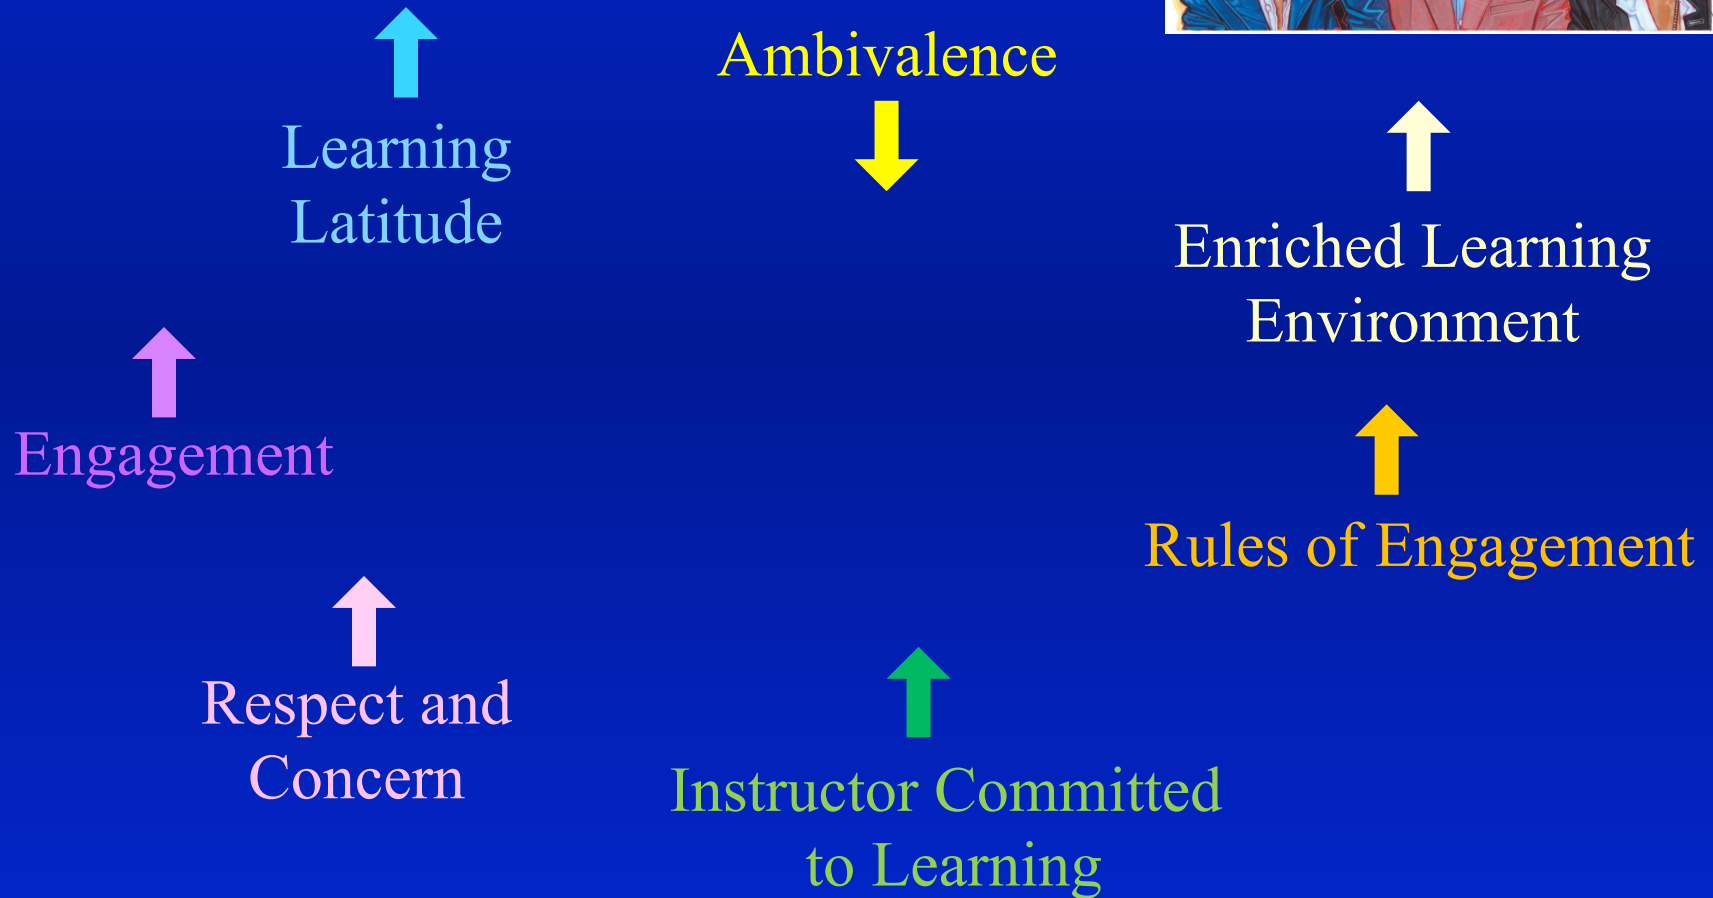 Ambivalence
Learning
Latitude
Enriched Learning
Environment
Engagement
Rules of Engagement
Respect and
Concern
Instructor Committed
to Learning